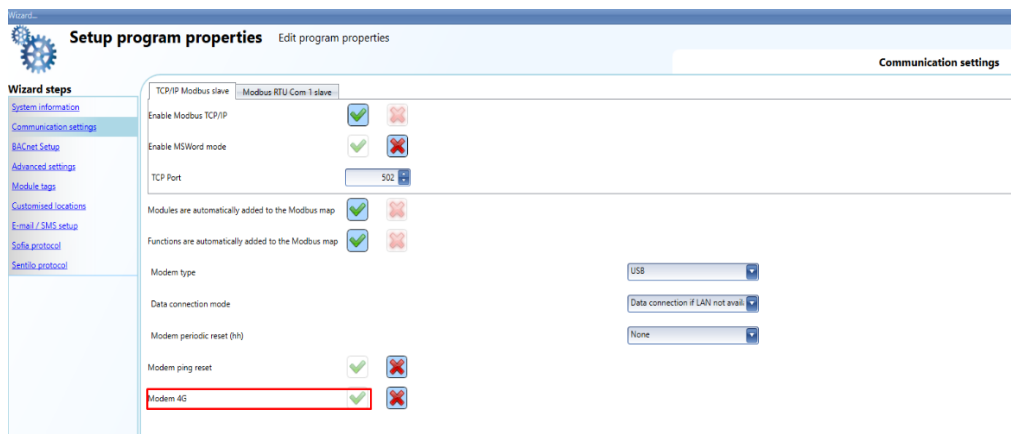 Wizard...
Setup program properties Edit program properties
Communication settings
Wizard steps
System information
Communication settings
BACnet Setup
Advanced settings
Module tags
Customised locations
E-mail / SMS setup
Sofia protocol
Sentilo protocol
TCP/IP Modbus slave Modbus RTU Com 1 slave
Enable Modbus TCP/IP
Enable MSWord mode
TCP Port 502
Modules are automatically added to the Modbus map
Functions are automatically added to the Modbus map
Modem type USB
Data connection mode Data connection if LAN not avail
Modem periodic reset (hh) None
Modem ping reset
Modem 4G